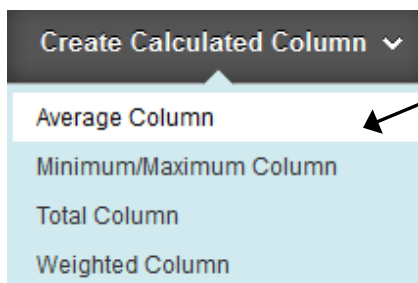 Create Calculated Column
Average Column
Minimum/Maximum Column
Total Column
Weighted Column